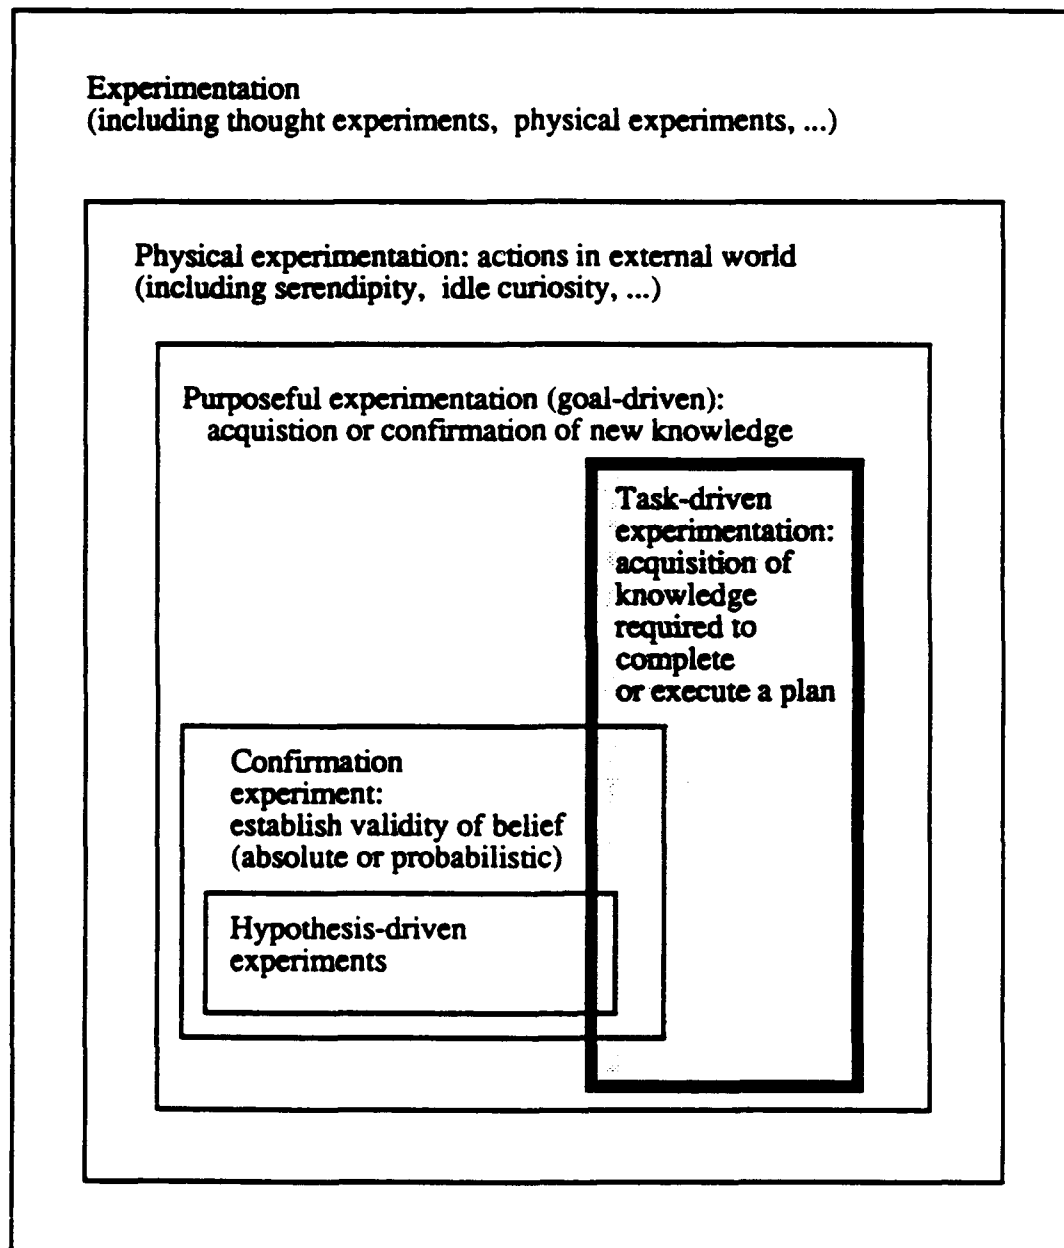 Experimentation
(including thought experiments, physical experiments, ...)
Physical experimentation: actions in external world
(including serendipity, idle curiosity, ...)
Purposeful experimentation (goal-driven):
acquistion or confirmation of new knowledge
Task-driven
experimentation:
acquisition of
knowledge
required to
complete
or execute a plan
Confirmation
experiment:
establish validity of belief
(absolute or probabilistic)
Hypothesis-driven
experiments